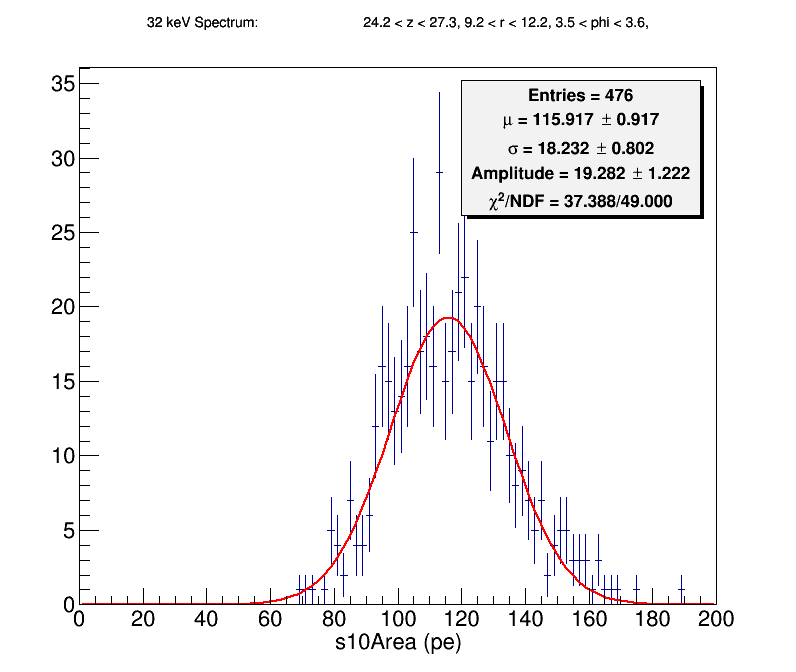 32 keV Spectrum: 24.2 < z < 27.3, 9.2 < r < 12.2, 3.5 < phi < 3.6,
Entries = 476
μ = 115.917 ± 0.917
σ = 18.232 ± 0.802
Amplitude = 19.282 ± 1.222
χ²/NDF = 37.388/49.000
35
30
25
20
15
10
5
0
0 20 40 60 80 100 120 140 160 180 200
s10Area (pe)